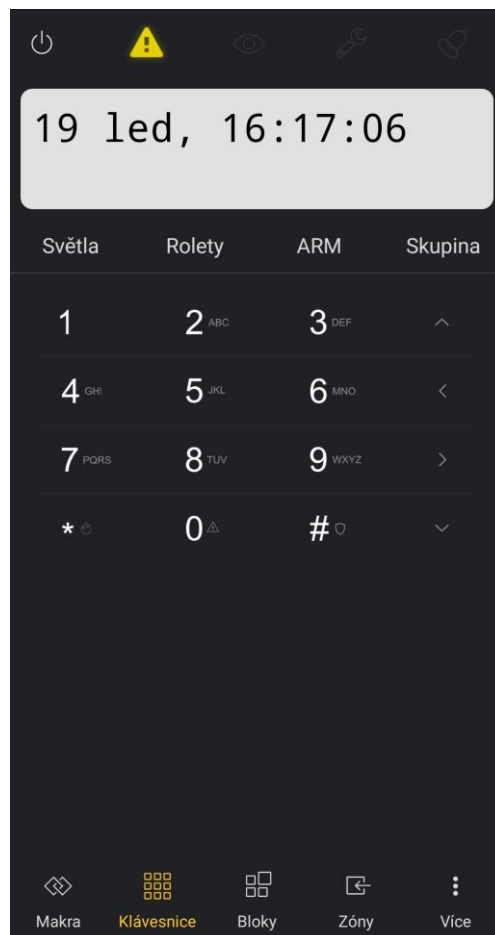 19 led, 16:17:06
Světla Rolety ARM Skupina
1 2 ABC 3 DEF
4 GHI 5 JKL 6 MNO
7 PQRS 8 TUV 9 WXYZ
* 0 #
Makra Klávesnice Bloky Zóny Více